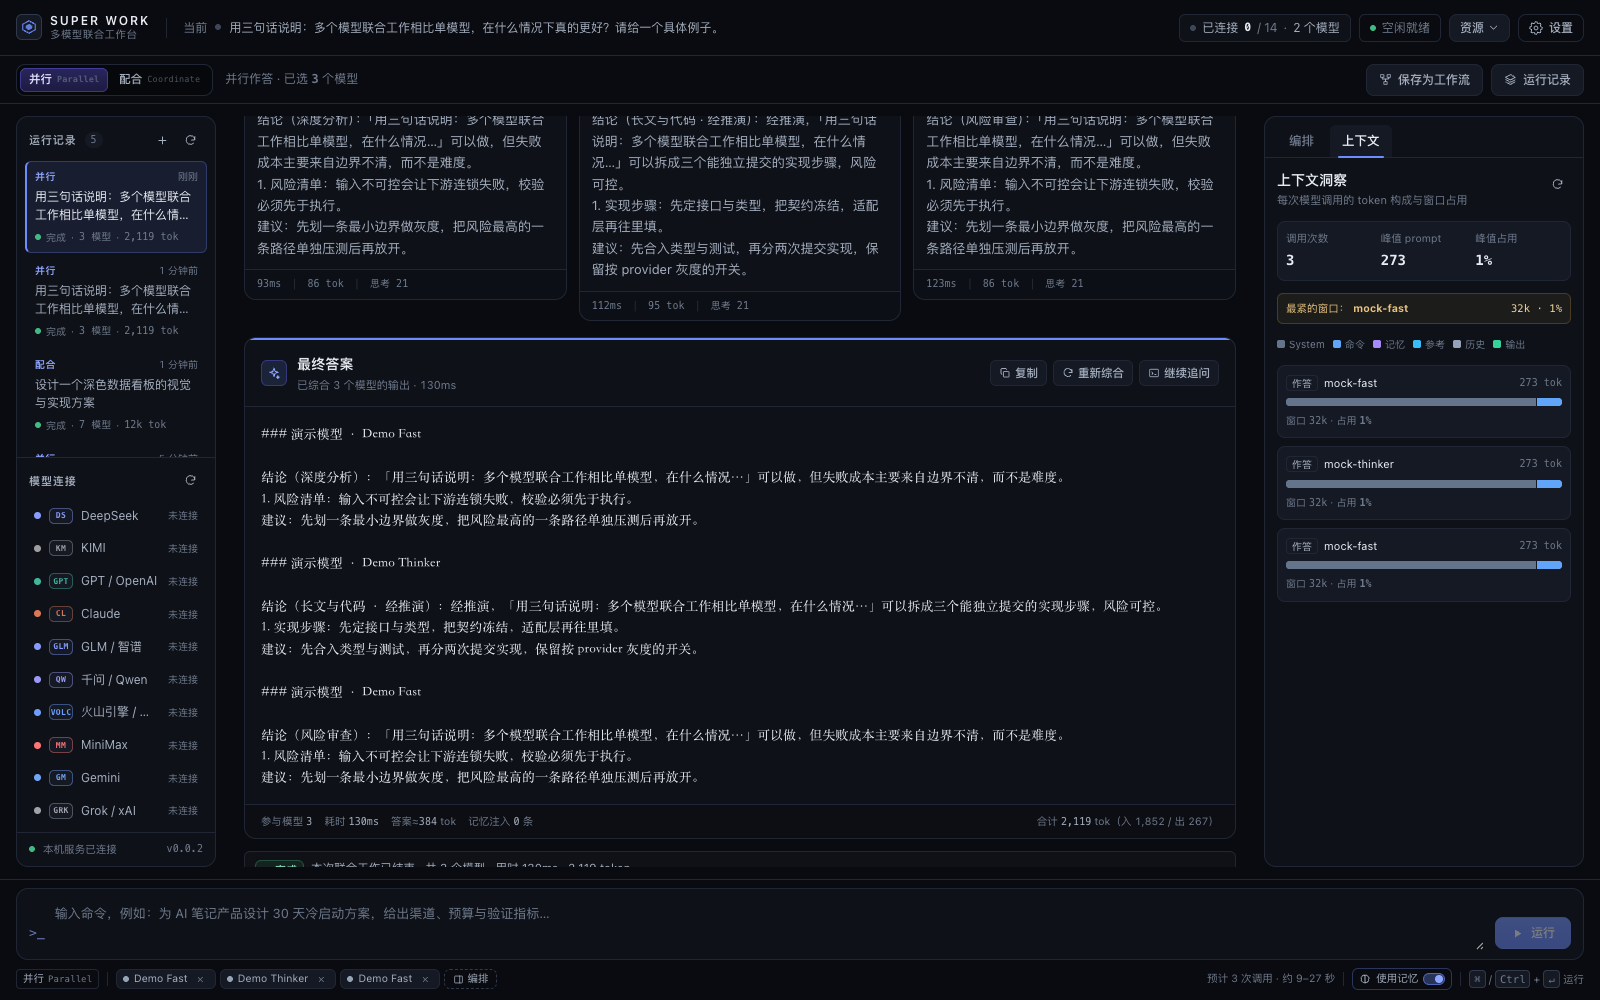 SUPER WORK
多模型联合工作台
当前 用三句话说明：多个模型联合工作相比单模型，在什么情况下真的更好？请给一个具体例子。
已连接 0 / 14 · 2 个模型
空闲就绪
资源
设置
并行 Parallel
配合 Coordinate
并行作答 · 已选 3 个模型
保存为工作流
运行记录
运行记录 5
并行 刚刚
用三句话说明：多个模型联合
工作相比单模型，在什么情...
完成 · 3 模型 · 2,119 tok
并行 1 分钟前
用三句话说明：多个模型联合
工作相比单模型，在什么情...
完成 · 3 模型 · 2,119 tok
配合 1 分钟前
设计一个深色数据看板的视觉
与实现方案
完成 · 7 模型 · 12k tok
模型连接
DS DeepSeek 未连接
KM KIMI 未连接
GPT GPT / OpenAI 未连接
CL Claude 未连接
GLM GLM / 智谱 未连接
QW 千问 / Qwen 未连接
VOLC 火山引擎 / ... 未连接
MM MiniMax 未连接
GM Gemini 未连接
GRK Grok / xAI 未连接
本机服务已连接 v0.0.2
结论（深度分析）：「用三句话说明：多个模型联合
工作相比单模型，在什么情况…」可以做，但失败
成本主要来自边界不清，而不是难度。
1. 风险清单：输入不可控会让下游连锁失败，校验
必须先于执行。
建议：先划一条最小边界做灰度，把风险最高的一
条路径单独压测后再放开。
93ms 86 tok 思考 21
结论（长文与代码 · 经推演）：经推演，「用三句话
说明：多个模型联合工作相比单模型，在什么情
况…」可以拆成三个能独立提交的实现步骤，风险
可控。
1. 实现步骤：先定接口与类型，把契约冻结，适配
层再往里填。
建议：先合入类型与测试，再分两次提交实现，保
留按 provider 灰度的开关。
112ms 95 tok 思考 21
结论（风险审查）：「用三句话说明：多个模型联合
工作相比单模型，在什么情况…」可以做，但失败
成本主要来自边界不清，而不是难度。
1. 风险清单：输入不可控会让下游连锁失败，校验
必须先于执行。
建议：先划一条最小边界做灰度，把风险最高的一
条路径单独压测后再放开。
123ms 86 tok 思考 21
最终答案
已综合 3 个模型的输出 · 130ms
复制
重新综合
继续追问
### 演示模型 · Demo Fast
结论（深度分析）：「用三句话说明：多个模型联合工作相比单模型，在什么情况…」可以做，但失败成本主要来自边界不清，而不是难度。
1. 风险清单：输入不可控会让下游连锁失败，校验必须先于执行。
建议：先划一条最小边界做灰度，把风险最高的一条路径单独压测后再放开。
### 演示模型 · Demo Thinker
结论（长文与代码 · 经推演）：经推演，「用三句话说明：多个模型联合工作相比单模型，在什么情况…」可以拆成三个能独立提交的实现步骤，风险可控。
1. 实现步骤：先定接口与类型，把契约冻结，适配层再往里填。
建议：先合入类型与测试，再分两次提交实现，保留按 provider 灰度的开关。
### 演示模型 · Demo Fast
结论（风险审查）：「用三句话说明：多个模型联合工作相比单模型，在什么情况…」可以做，但失败成本主要来自边界不清，而不是难度。
1. 风险清单：输入不可控会让下游连锁失败，校验必须先于执行。
建议：先划一条最小边界做灰度，把风险最高的一条路径单独压测后再放开。
参与模型 3 耗时 130ms 答案≈384 tok 记忆注入 0 条 合计 2,119 tok（入 1,852 / 出 267）
编排
上下文
上下文洞察
每次模型调用的 token 构成与窗口占用
调用次数 峰值 prompt 峰值占用
3 273 1%
最紧的窗口： mock-fast 32k · 1%
System 命令 记忆 参考 历史 输出
作答 mock-fast 273 tok
窗口 32k · 占用 1%
作答 mock-thinker 273 tok
窗口 32k · 占用 1%
作答 mock-fast 273 tok
窗口 32k · 占用 1%
输入命令，例如：为 AI 笔记产品设计 30 天冷启动方案，给出渠道、预算与验证指标...
>_
运行
并行 Parallel
Demo Fast ×
Demo Thinker ×
Demo Fast ×
编排
预计 3 次调用 · 约 9–27 秒
使用记忆
⌘ / Ctrl + ↵ 运行